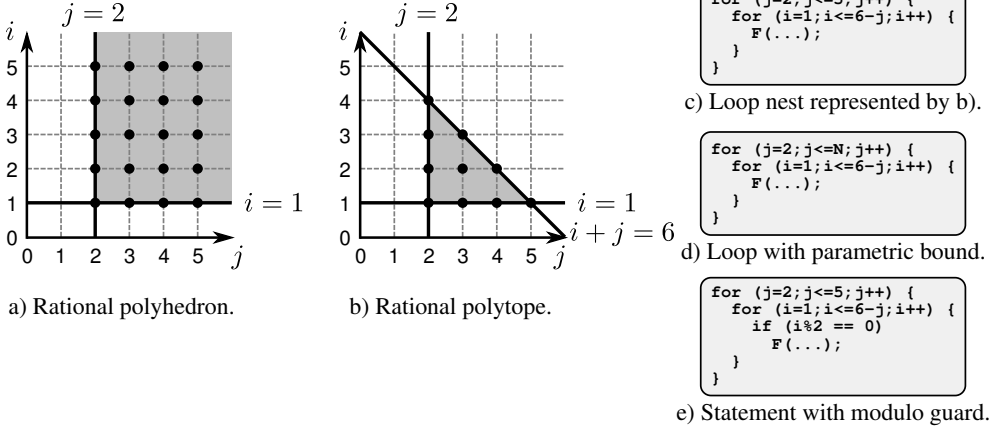 j = 2
i
5
4
3
2
1
0
i = 1
0 1 2 3 4 5
j
a) Rational polyhedron.
j = 2
i
5
4
3
2
1
0
i = 1
i + j = 6
0 1 2 3 4 5
j
b) Rational polytope.
for (j=2;j<=5;j++) {
for (i=1;i<=6-j;i++) {
F(...);
}
}
c) Loop nest represented by b).
for (j=2;j<=N;j++) {
for (i=1;i<=6-j;i++) {
F(...);
}
}
d) Loop with parametric bound.
for (j=2;j<=5;j++) {
for (i=1;i<=6-j;i++) {
if (i%2 == 0)
F(...);
}
}
e) Statement with modulo guard.